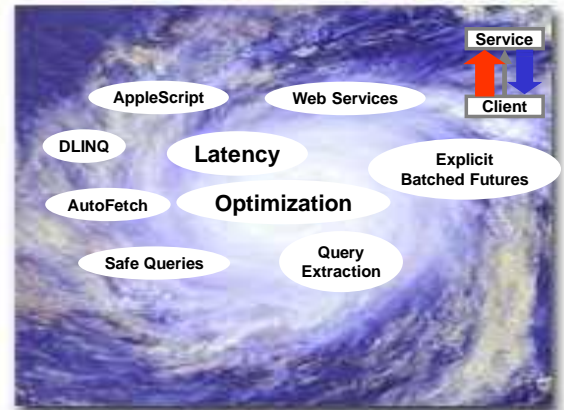 Service
Client
AppleScript
Web Services
DLINQ
Latency
Explicit
Batched Futures
AutoFetch
Optimization
Safe Queries
Query
Extraction